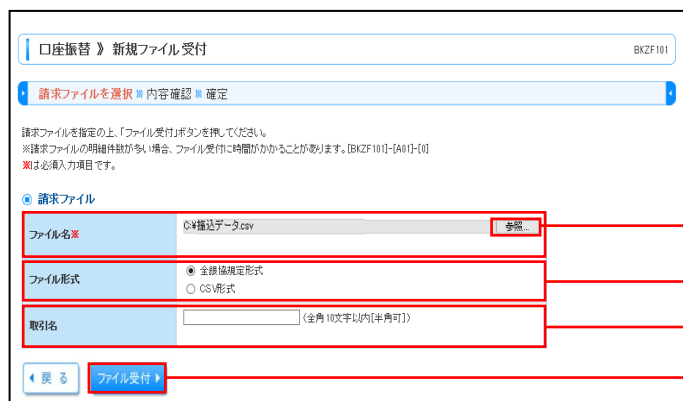 口座振替 》 新規ファイル受付
BKZF101
請求ファイルを選択 》 内容確認 》 確定
請求ファイルを指定の上、「ファイル受付」ボタンを押してください。
※請求ファイルの明細件数が多い場合、ファイル受付に時間がかかることがあります。[BKZF101]-[A01]-[0]
※は必須入力項目です。
請求ファイル
ファイル名※
C:¥振込データ.csv
参照...
ファイル形式
全銀協規定形式
CSV形式
取引名
(全角10文字以内[半角可])
戻 る
ファイル受付